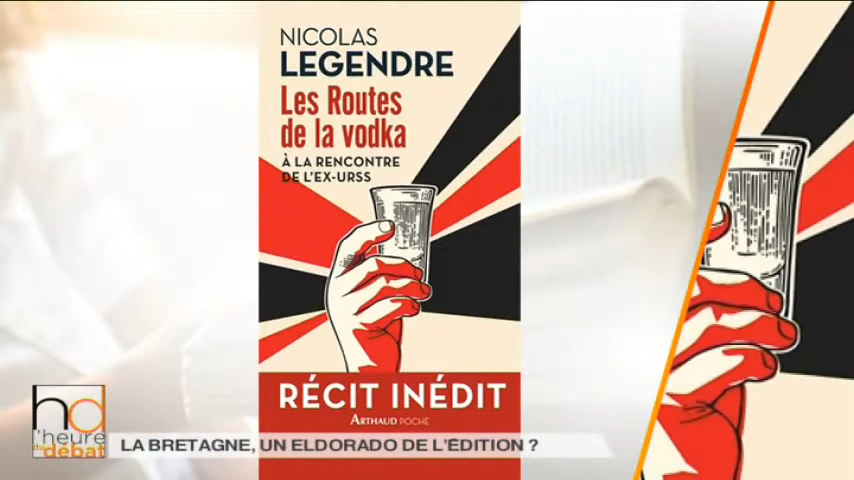 NICOLAS
LEGENDRE
Les Routes
de la vodka
À LA RENCONTRE
DE L'EX-URSS
RÉCIT INÉDIT
ARTHAUD POCHE
hd
l'heure
du débat
LA BRETAGNE, UN ELDORADO DE L'ÉDITION ?